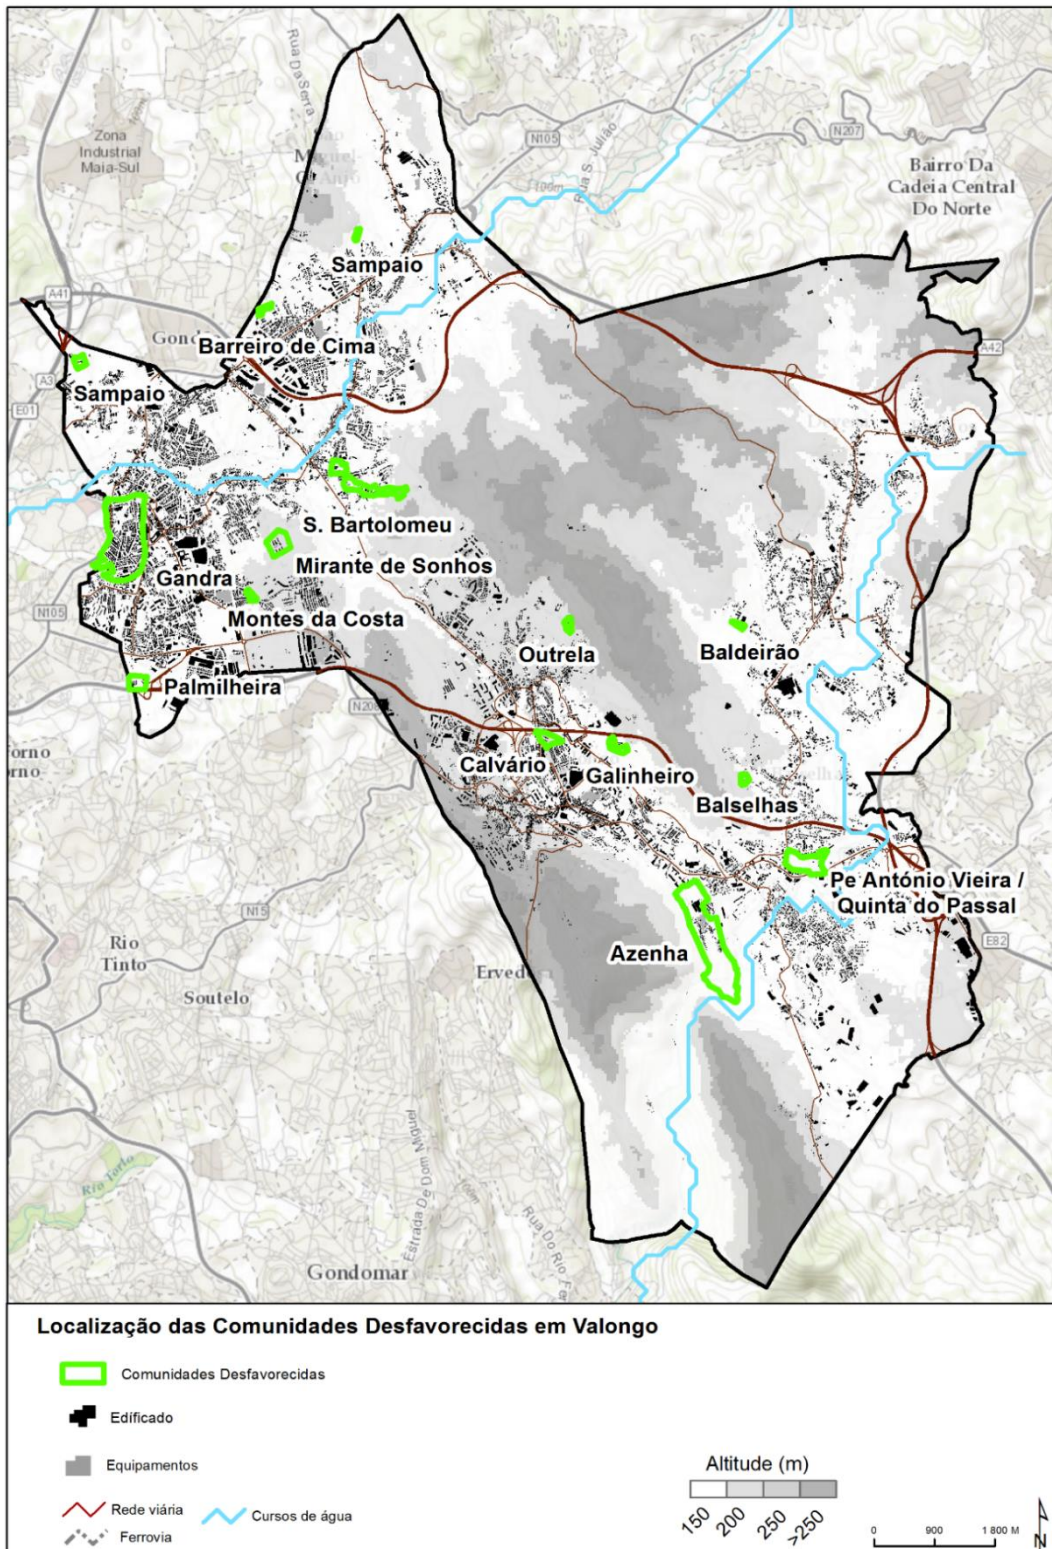 Rua Da Serra
N105
N207
Zona
Industrial
Maia-Sul
Rua S. Julião
100m
Bairro Da
Cadeia Central
Do Norte
Sampaio
A41
Barreiro de Cima
A42
A3
Sampaio
E01
S. Bartolomeu
Mirante de Sonhos
Gandra
N105
Montes da Costa
Outrela
Baldeirão
Palmilheira
N208
Calvário
Galinheiro
Balselhas
Pe António Vieira /
Quinta do Passal
N15
Rio
Tinto
E82
Azenha
Soutelo
Estrada De Dom Miguel
100m
Rio Torto
Rua Do Rio
Gondomar
Localização das Comunidades Desfavorecidas em Valongo
Comunidades Desfavorecidas
Edíficado
Equipamentos
Rede viária
Cursos de água
Ferrovia
Altitude (m)
150
200
250
>250
0 900 1 800 M
N